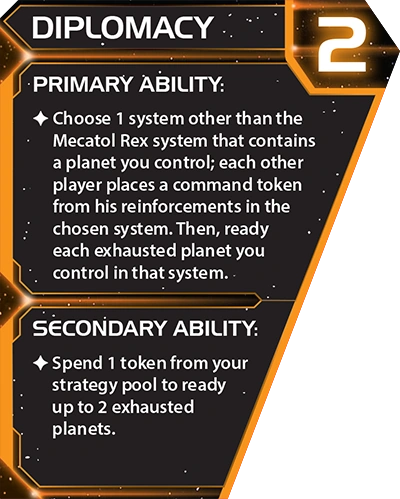 DIPLOMACY
2
PRIMARY ABILITY:
Choose 1 system other than the
Mecatol Rex system that contains
a planet you control; each other
player places a command token
from his reinforcements in the
chosen system. Then, ready
each exhausted planet you
control in that system.
SECONDARY ABILITY:
Spend 1 token from your
strategy pool to ready
up to 2 exhausted
planets.